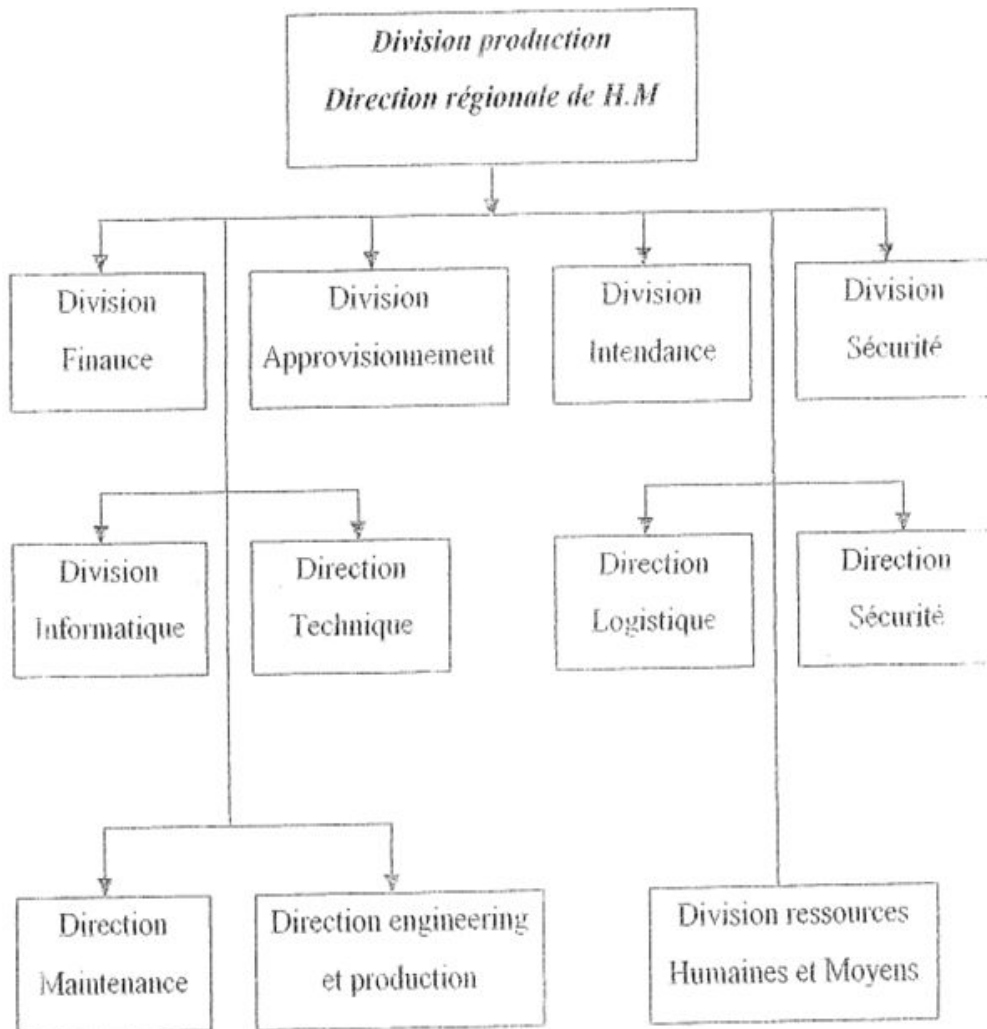 Division production
Direction régionale de H.M
Division
Finance
Division
Approvisionnement
Division
Intendance
Division
Sécurité
Division
Informatique
Direction
Technique
Direction
Logistique
Direction
Sécurité
Direction
Maintenance
Direction engineering
et production
Division ressources
Humaines et Moyens